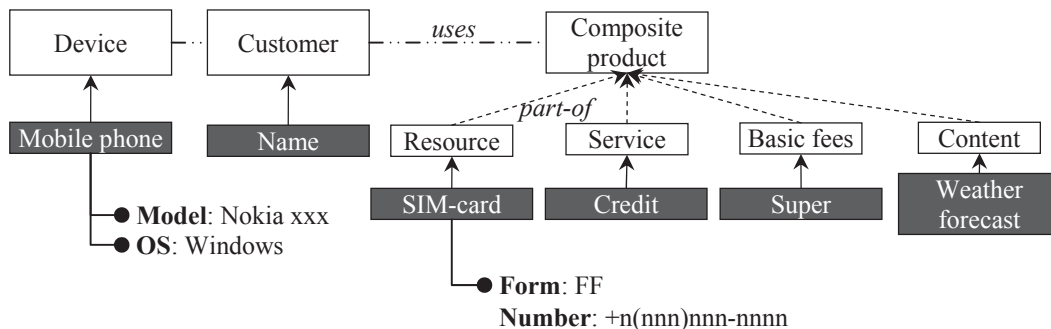 Device
Customer
uses
Composite
product
part-of
Mobile phone
Name
Resource
Service
Basic fees
Content
SIM-card
Credit
Super
Weather
forecast
Model: Nokia xxx
OS: Windows
Form: FF
Number: +n(nnn)nnn-nnnn